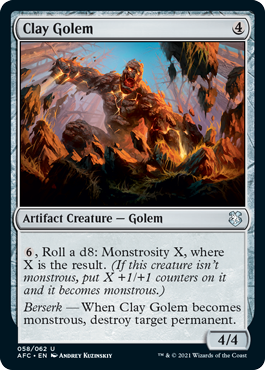 Clay Golem 4
Artifact Creature — Golem
6, Roll a d8: Monstrosity X, where
X is the result. (If this creature isn't
monstrous, put X +1/+1 counters on it
and it becomes monstrous.)
Berserk — When Clay Golem becomes
monstrous, destroy target permanent.
4/4
058/062 U
AFC • EN Andrey Kuzinskiy ™ & © 2021 Wizards of the Coast